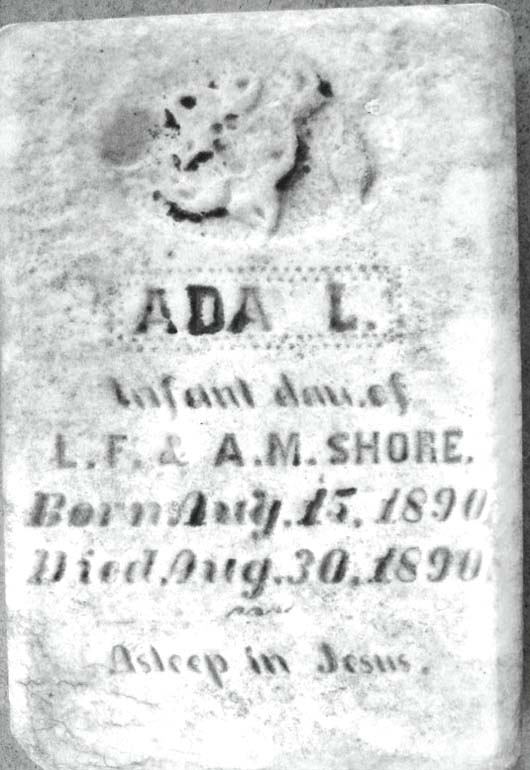 ADA L.
Infant dau. of
L. F. & A. M. SHORE.
Born Aug. 15, 1890
Died Aug. 30, 1890
Asleep in Jesus.